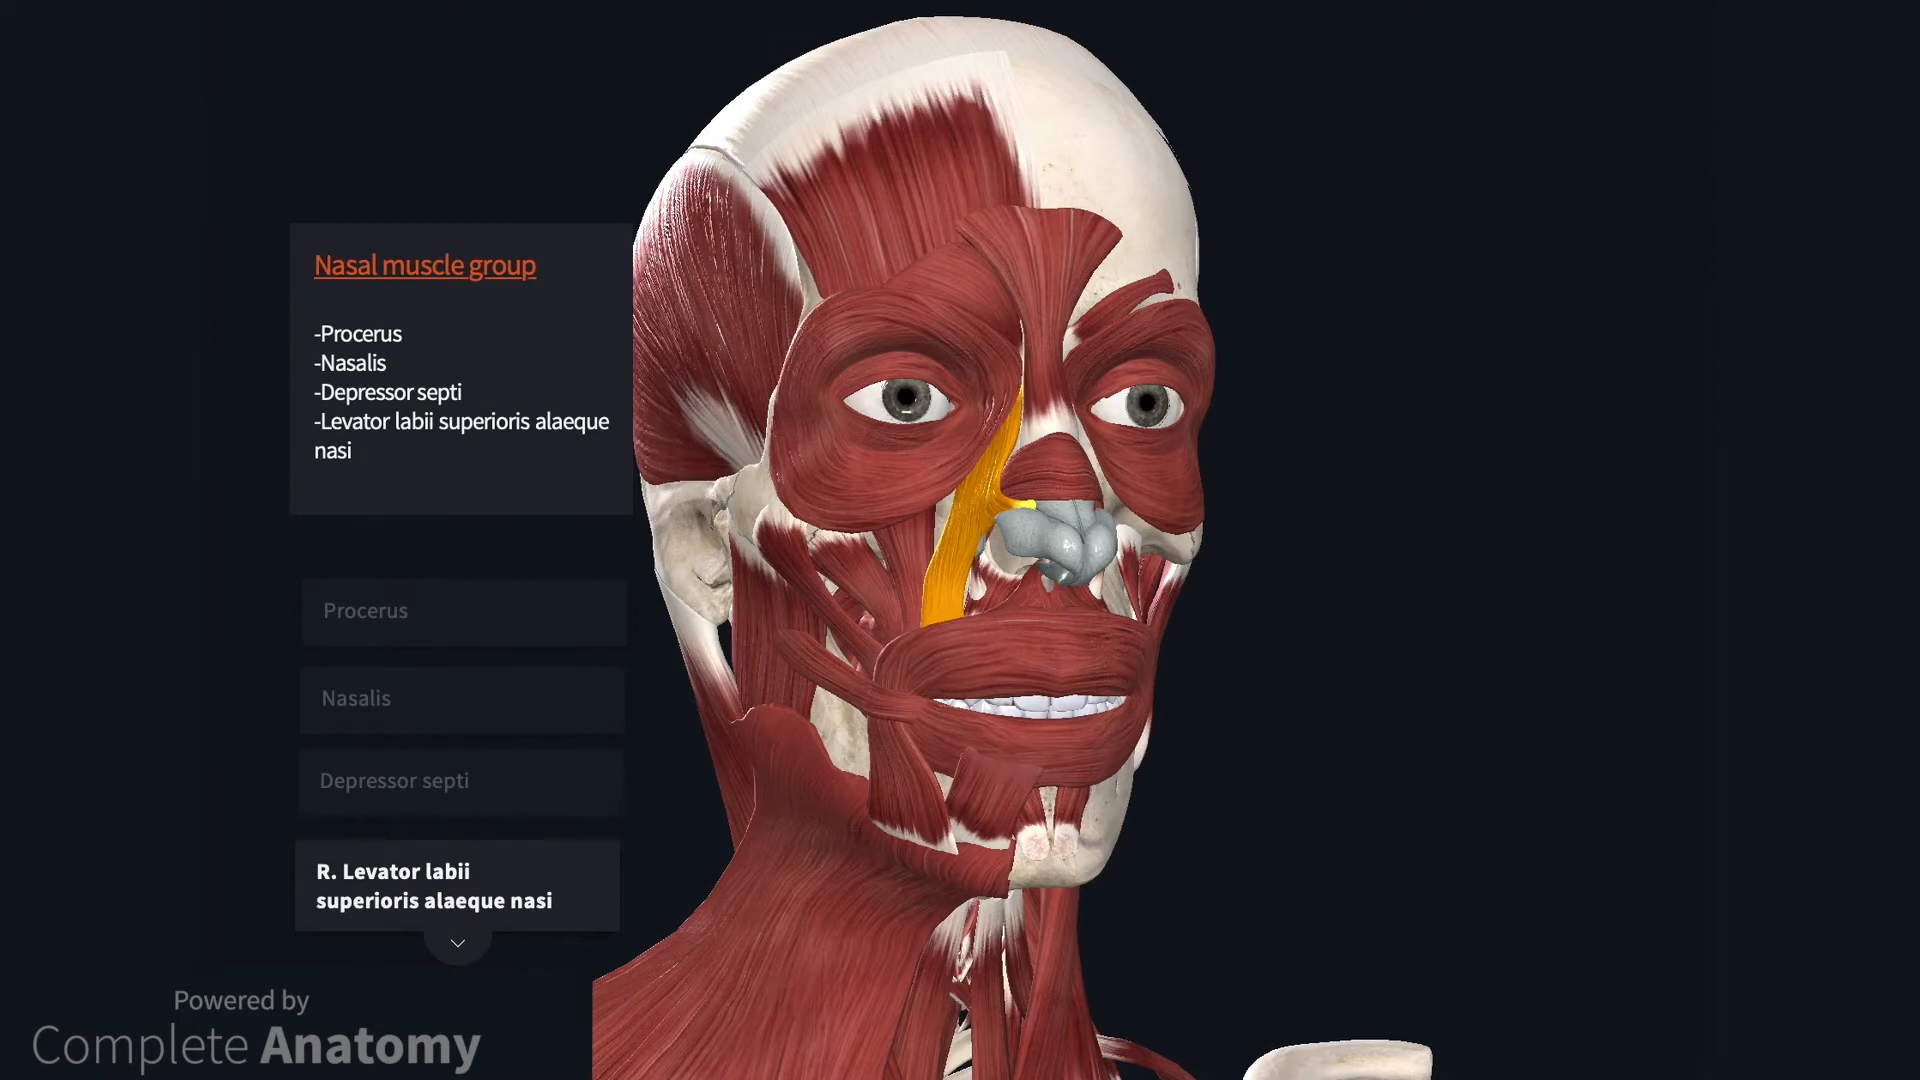 Nasal muscle group
-Procerus
-Nasalis
-Depressor septi
-Levator labii superioris alaeque
nasi
Procerus
Nasalis
Depressor septi
R. Levator labii
superioris alaeque nasi
Powered by
Complete Anatomy